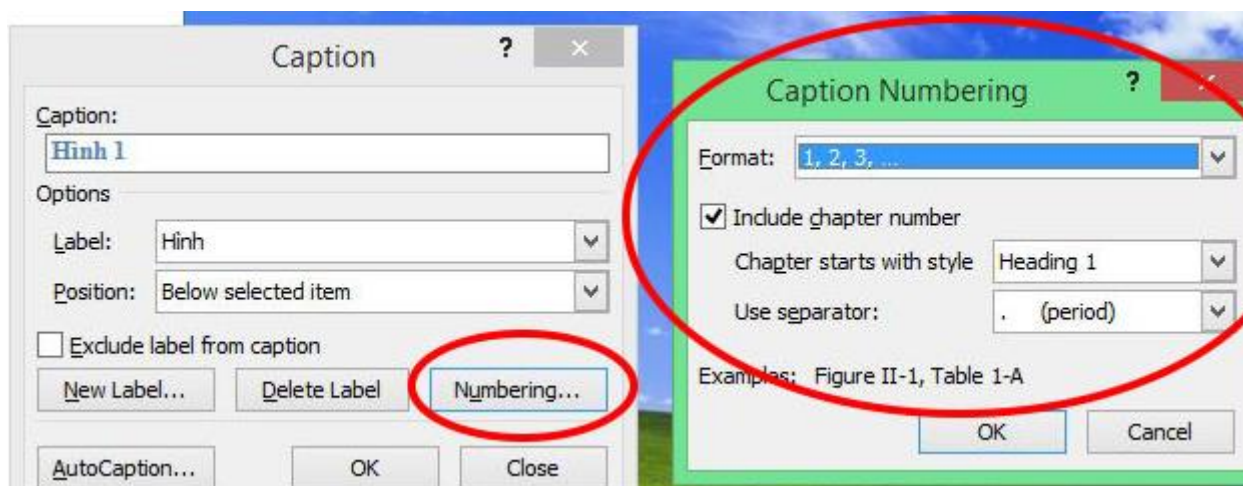 Caption ?
Caption:
Hình 1
Options
Label: Hình
Position: Below selected item
Exclude label from caption
New Label... Delete Label Numbering...
AutoCaption... OK Close
Caption Numbering ?
Format: 1, 2, 3, ...
Include chapter number
Chapter starts with style Heading 1
Use separator: . (period)
Examples: Figure II-1, Table 1-A
OK Cancel